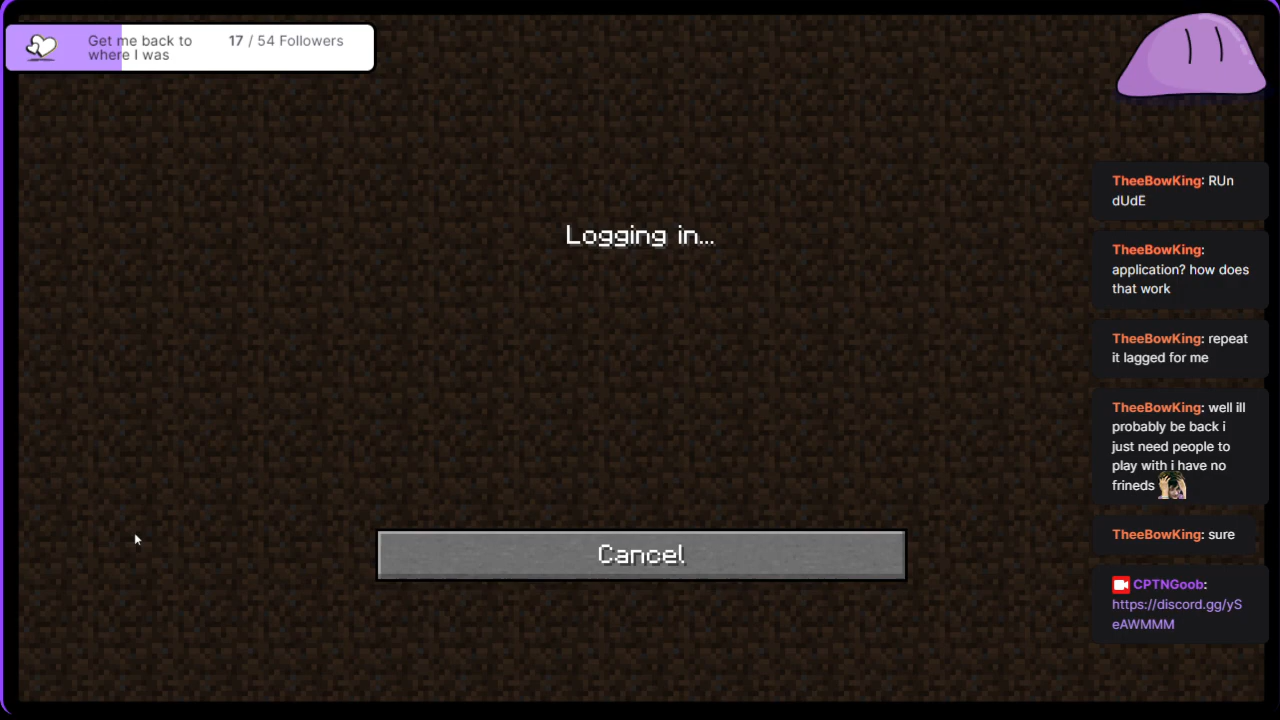 Get me back to
where I was
17 / 54 Followers
Logging in...
Cancel
TheeBowKing: RUn
dUdE
TheeBowKing:
application? how does
that work
TheeBowKing: repeat
it lagged for me
TheeBowKing: well ill
probably be back i
just need people to
play with i have no
frineds
TheeBowKing: sure
CPTNGoob:
https://discord.gg/yS
eAWMMM